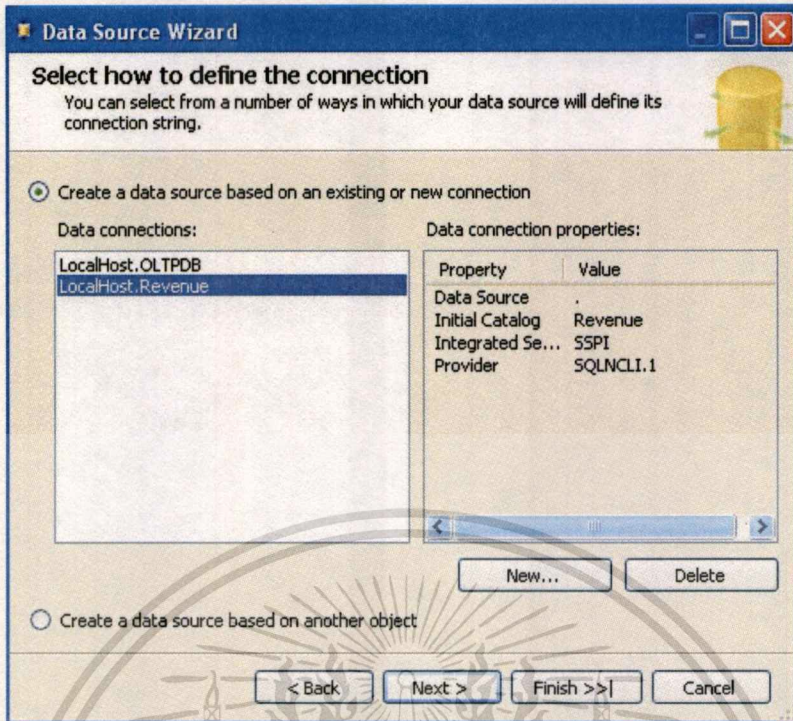 Data Source Wizard
Select how to define the connection
You can select from a number of ways in which your data source will define its
connection string.
Create a data source based on an existing or new connection
Data connections:
LocalHost.OLTPDB
LocalHost.Revenue
Data connection properties:
Property Value
Data Source .
Initial Catalog Revenue
Integrated Se... SSPI
Provider SQLNCLI.1
New... Delete
Create a data source based on another object
< Back Next > Finish >>| Cancel